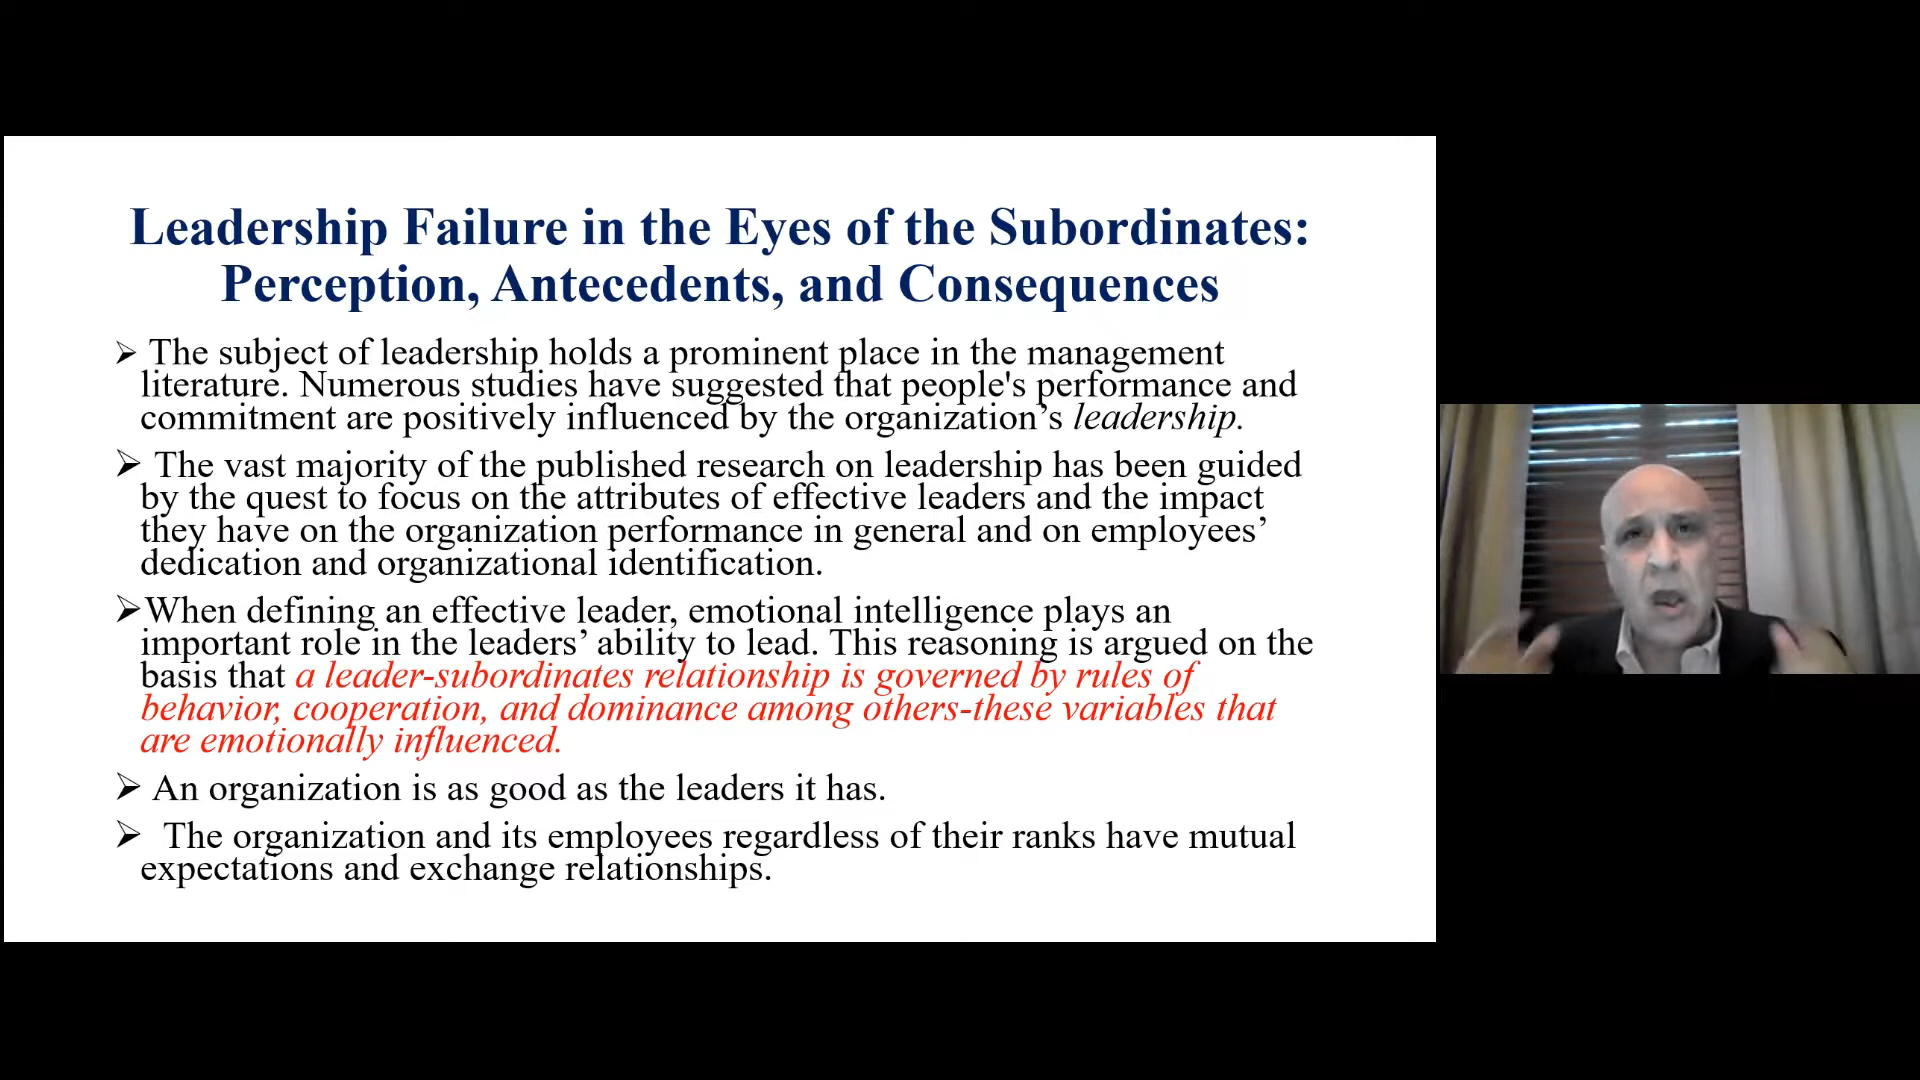 Leadership Failure in the Eyes of the Subordinates:
Perception, Antecedents, and Consequences
➢ The subject of leadership holds a prominent place in the management
literature. Numerous studies have suggested that people's performance and
commitment are positively influenced by the organization’s leadership.
➢ The vast majority of the published research on leadership has been guided
by the quest to focus on the attributes of effective leaders and the impact
they have on the organization performance in general and on employees’
dedication and organizational identification.
➢When defining an effective leader, emotional intelligence plays an
important role in the leaders’ ability to lead. This reasoning is argued on the
basis that a leader-subordinates relationship is governed by rules of
behavior, cooperation, and dominance among others-these variables that
are emotionally influenced.
➢ An organization is as good as the leaders it has.
➢ The organization and its employees regardless of their ranks have mutual
expectations and exchange relationships.